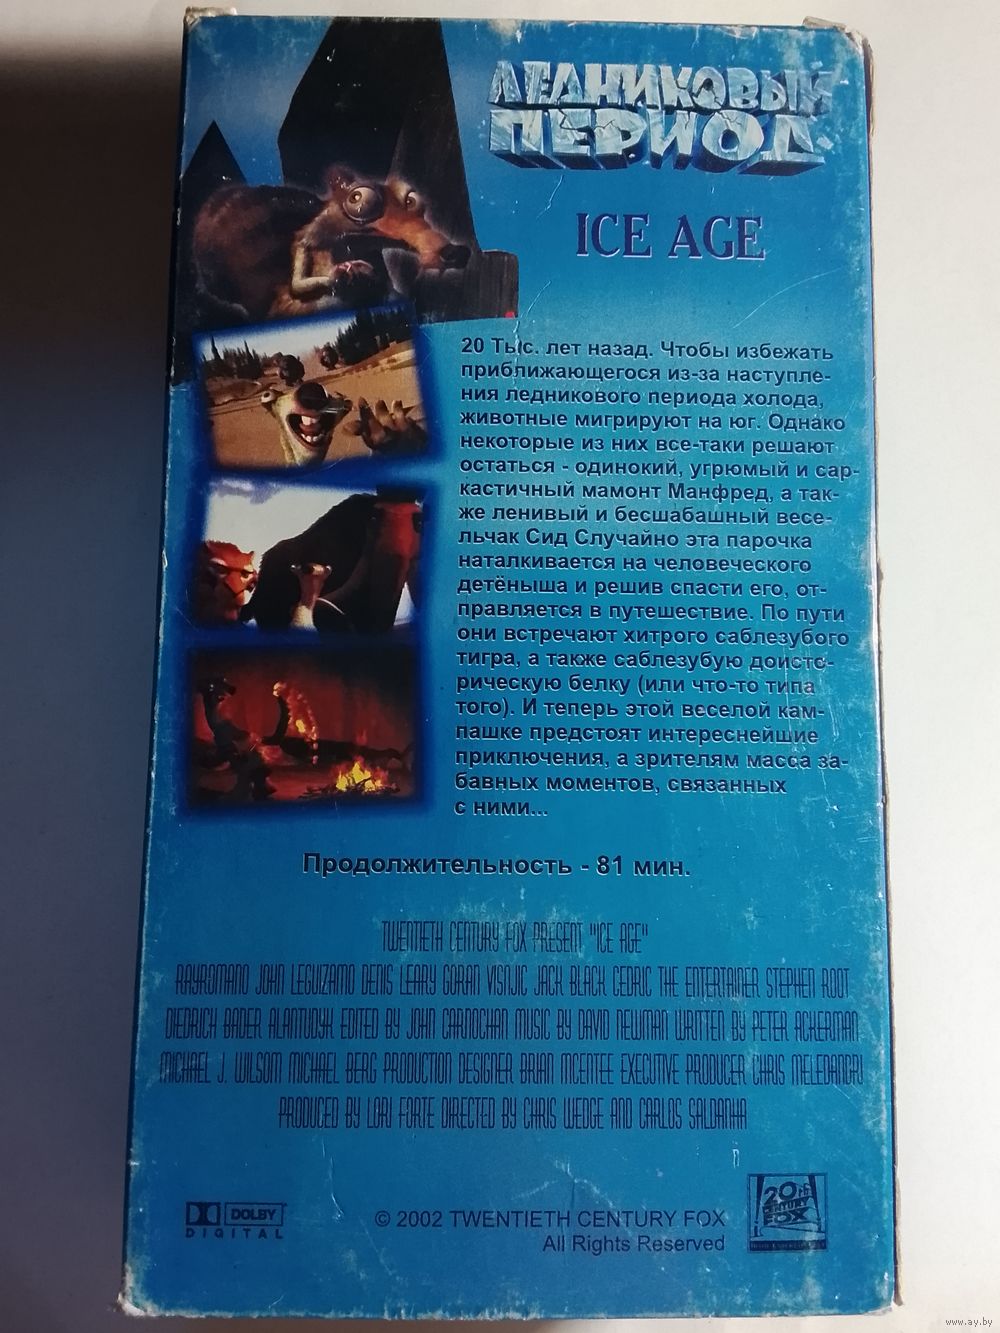 ЛЕДНИКОВЫЙ
ПЕРИОД
ICE AGE
20 Тыс. лет назад. Чтобы избежать
приближающегося из-за наступле-
ния ледникового периода холода,
животные мигрируют на юг. Однако
некоторые из них все-таки решают
остаться - одинокий, угрюмый и сар-
кастичный мамонт Манфред, а так-
же ленивый и бесшабашный весе-
льчак Сид Случайно эта парочка
наталкивается на человеческого
детёныша и решив спасти его, от-
правляется в путешествие. По пути
они встречают хитрого саблезубого
тигра, а также саблезубую доисто-
рическую белку (или что-то типа
того). И теперь этой веселой кам-
пашке предстоят интереснейшие
приключения, а зрителям масса за-
бавных моментов, связанных
с ними...
Продолжительность - 81 мин.
TWENTIETH CENTURY FOX PRESENT "ICE AGE"
RAYROMANO JOHN LEGUIZAMO DENIS LEARY GORAN VISNJIC JACK BLACK CEDRIC THE ENTERTAINER STEPHEN ROOT
DIEDRICH BADER ALANTUDYK EDITED BY JOHN CARNOCHAN MUSIC BY DAVID NEWMAN WRITTEN BY PETER ACKERMAN
MICHAEL J. WILSOM MICHAEL BERG PRODUCTION DESIGNER BRIAN MCENTEE EXECUTIVE PRODUCER CHRIS MELEDANDRI
PRODUCED BY LORI FORTE DIRECTED BY CHRIS WEDGE AND CARLOS SALDANHA
DOLBY
DIGITAL
© 2002 TWENTIETH CENTURY FOX
All Rights Reserved
20th
CENTURY
FOX
www.ay.by